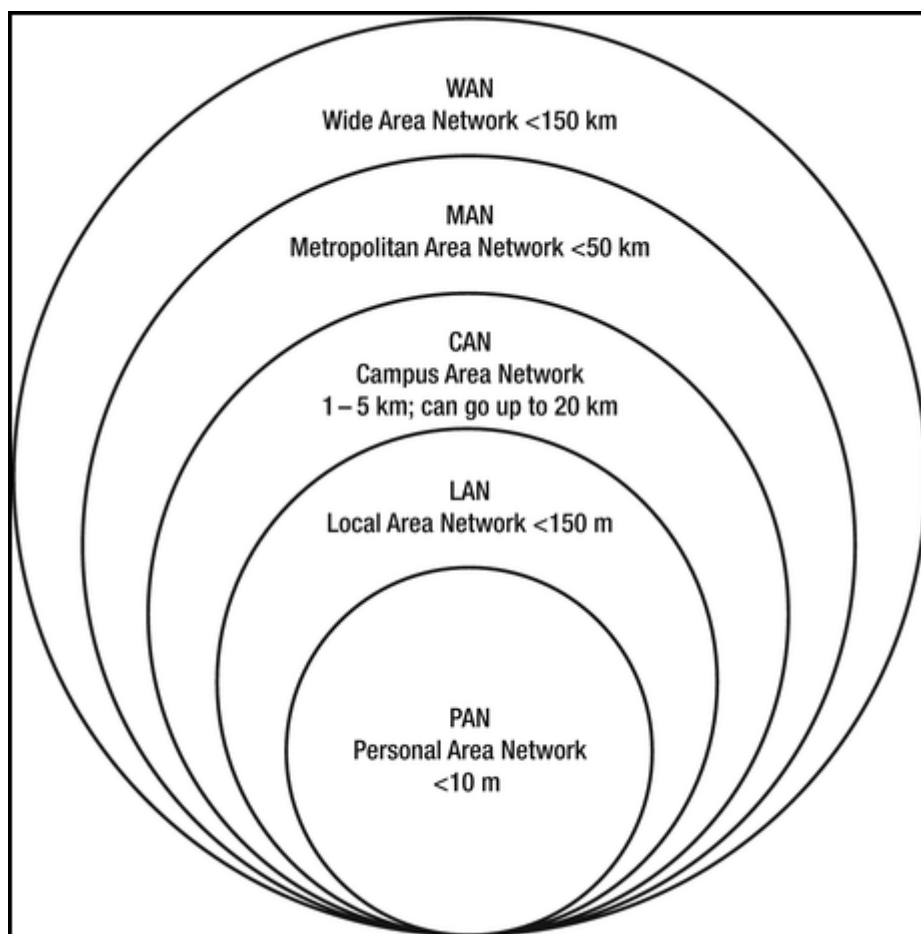 WAN
Wide Area Network <150 km
MAN
Metropolitan Area Network <50 km
CAN
Campus Area Network
1 – 5 km; can go up to 20 km
LAN
Local Area Network <150 m
PAN
Personal Area Network
<10 m